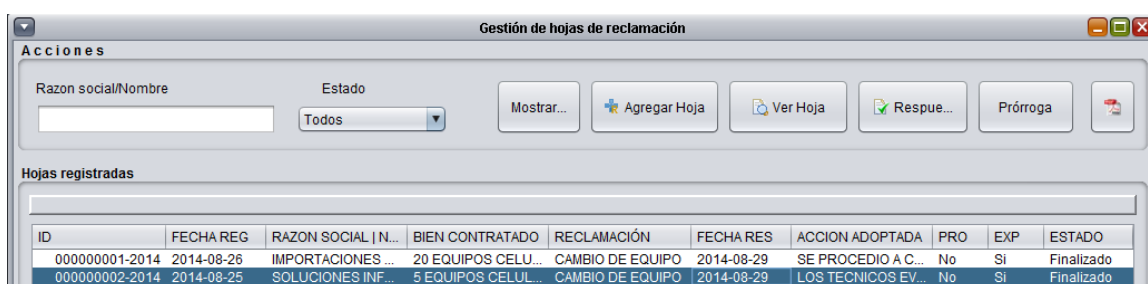 Gestión de hojas de reclamación
Acciones
Razon social/Nombre Estado
Todos Mostrar... Agregar Hoja Ver Hoja Respue... Prórroga
Hojas registradas
ID FECHA REG RAZON SOCIAL | N... BIEN CONTRATADO RECLAMACIÓN FECHA RES ACCION ADOPTADA PRO EXP ESTADO
000000001-2014 2014-08-26 IMPORTACIONES ... 20 EQUIPOS CELU... CAMBIO DE EQUIPO 2014-08-29 SE PROCEDIO A C... No Si Finalizado
000000002-2014 2014-08-25 SOLUCIONES INF... 5 EQUIPOS CELUL... CAMBIO DE EQUIPO 2014-08-29 LOS TECNICOS EV... No Si Finalizado